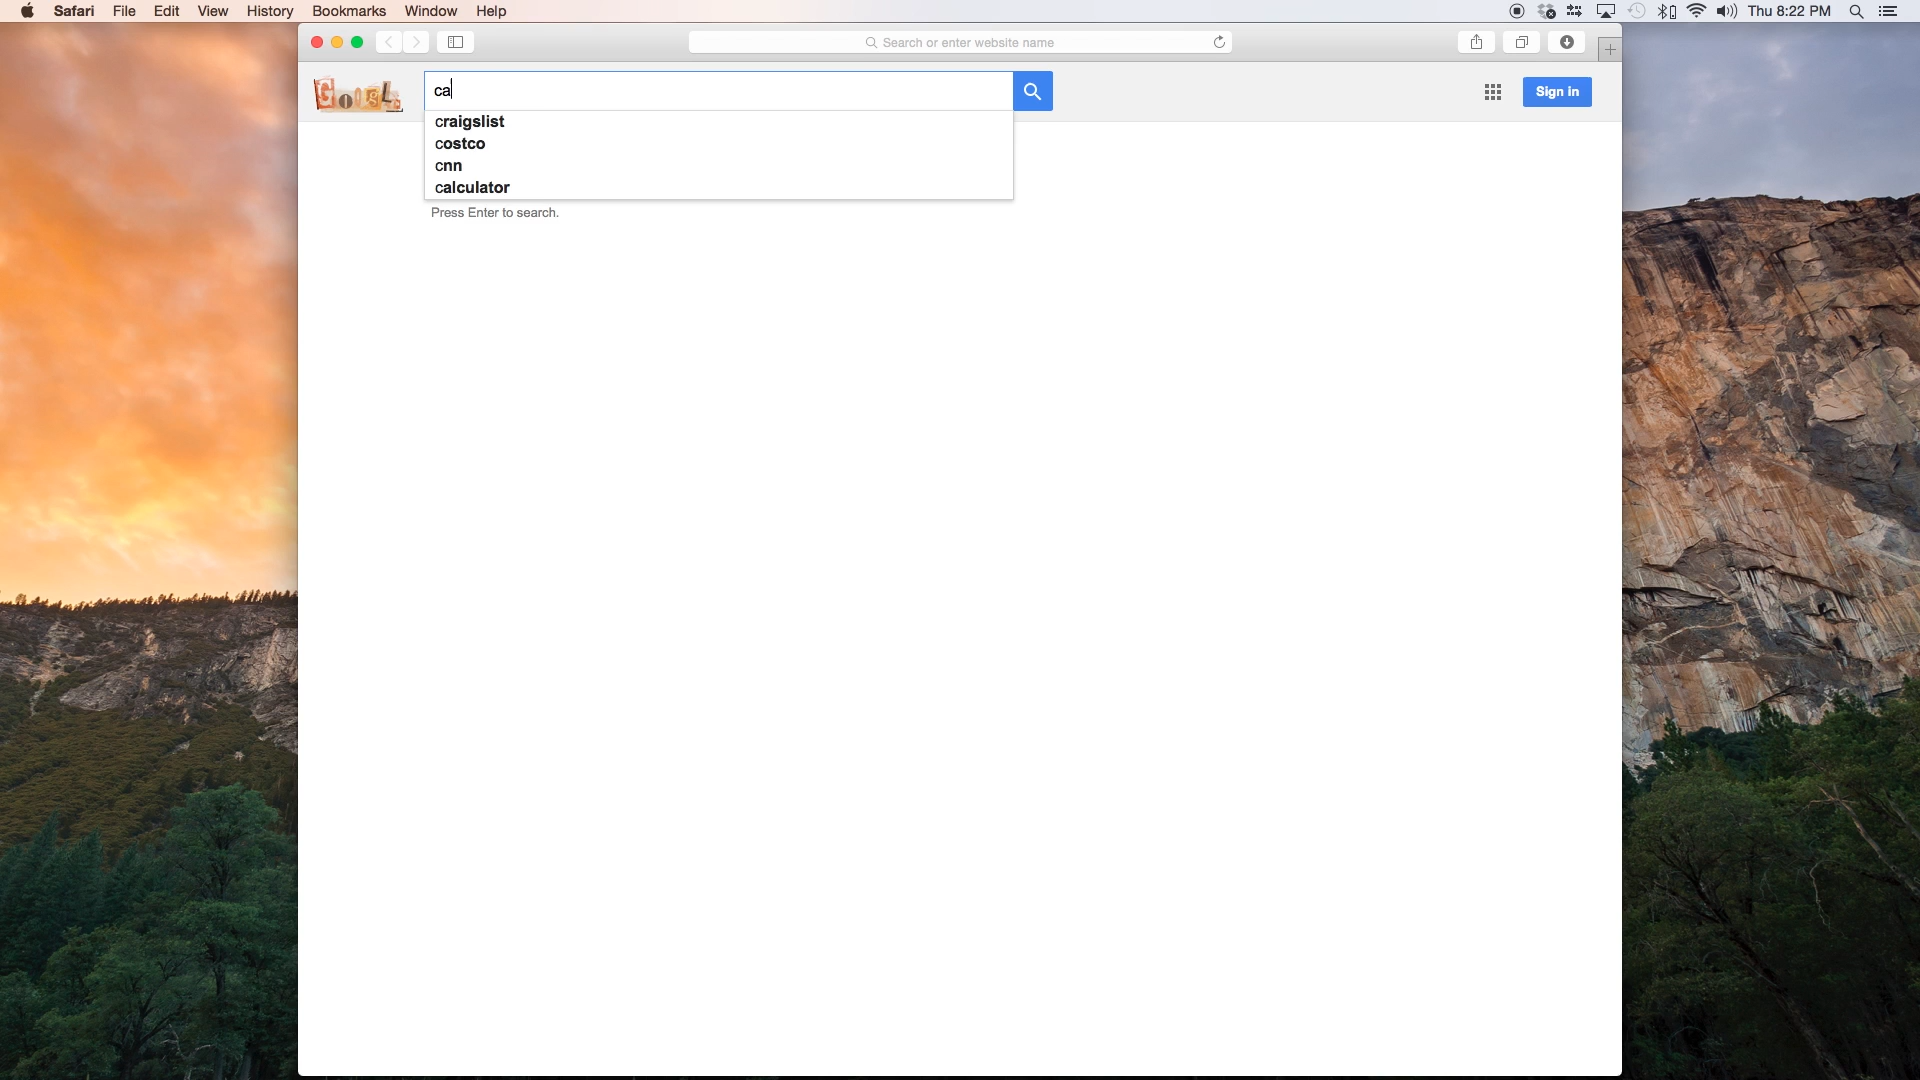 Safari File Edit View History Bookmarks Window Help Thu 8:22 PM
Search or enter website name
Google ca Sign in
craigslist
costco
cnn
calculator
Press Enter to search.